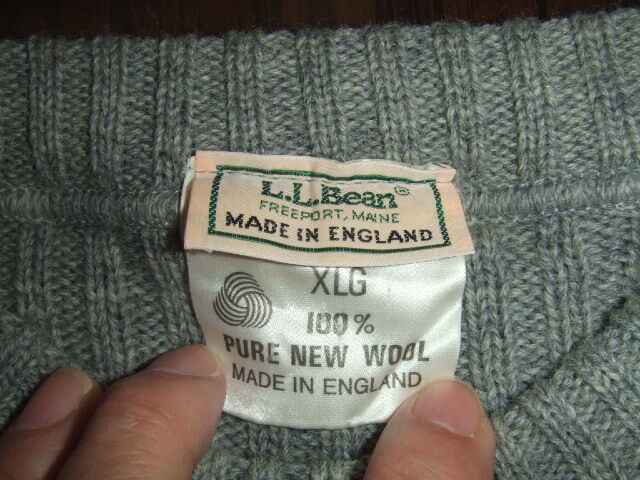 L.L.Bean®
FREEPORT, MAINE
MADE IN ENGLAND
XLG
100%
PURE NEW WOOL
MADE IN ENGLAND